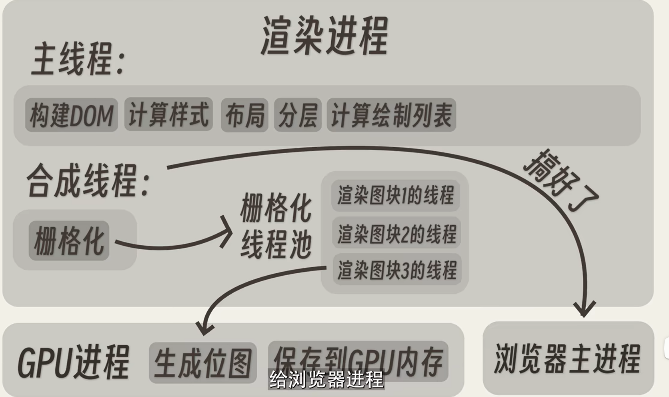 渲染进程
主线程：
构建DOM 计算样式 布局 分层 计算绘制列表
合成线程：
搞好了
栅格化
栅格化
线程池
渲染图块1的线程
渲染图块2的线程
渲染图块3的线程
GPU进程 生成位图 保存到GPU内存
浏览器主进程
给浏览器进程